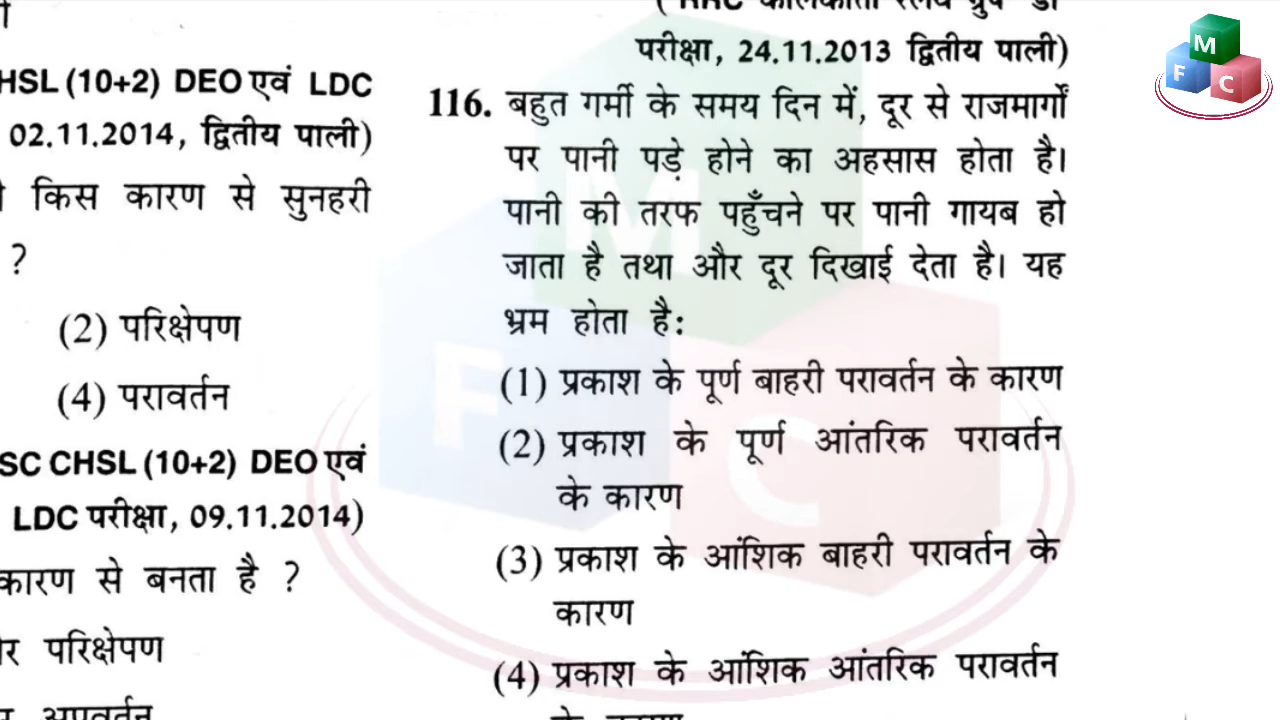 HSL (10+2) DEO एवं LDC
02.11.2014, द्वितीय पाली)
किस कारण से सुनहरी
?
(2) परिक्षेपण
(4) परावर्तन
SC CHSL (10+2) DEO एवं
LDC परीक्षा, 09.11.2014)
कारण से बनता है ?
परिक्षेपण
परीक्षा, 24.11.2013 द्वितीय पाली)
116. बहुत गर्मी के समय दिन में, दूर से राजमार्गों
पर पानी पड़े होने का अहसास होता है।
पानी की तरफ पहुँचने पर पानी गायब हो
जाता है तथा और दूर दिखाई देता है। यह
भ्रम होता है:
(1) प्रकाश के पूर्ण बाहरी परावर्तन के कारण
(2) प्रकाश के पूर्ण आंतरिक परावर्तन
के कारण
(3) प्रकाश के आंशिक बाहरी परावर्तन के
कारण
(4) प्रकाश के आंशिक आंतरिक परावर्तन
M
F C
M
F
C